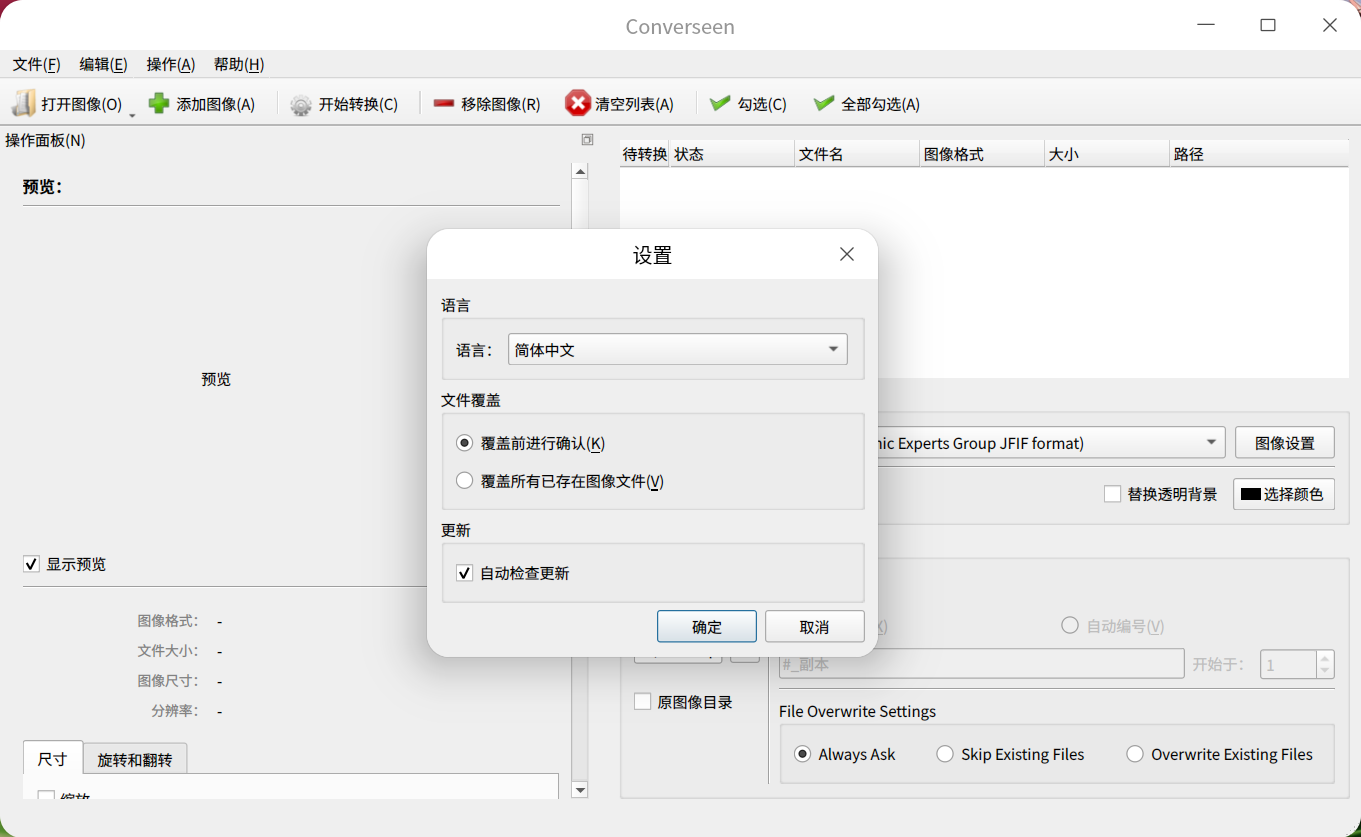 Converseen
文件(F) 编辑(E) 操作(A) 帮助(H)
打开图像(O) 添加图像(A) 开始转换(C) 移除图像(R) 清空列表(A) 勾选(C) 全部勾选(A)
操作面板(N)
预览：
预览
显示预览
图像格式： -
文件大小： -
图像尺寸： -
分辨率： -
尺寸 旋转和翻转
缩放
待转换 状态 文件名 图像格式 大小 路径
设置
语言
语言： 简体中文
文件覆盖
覆盖前进行确认(K)
覆盖所有已存在图像文件(V)
更新
自动检查更新
确定 取消
Experts Group JFIF format) 图像设置
替换透明背景 选择颜色
自动编号(V)
#_副本 开始于： 1
原图像目录
File Overwrite Settings
Always Ask Skip Existing Files Overwrite Existing Files